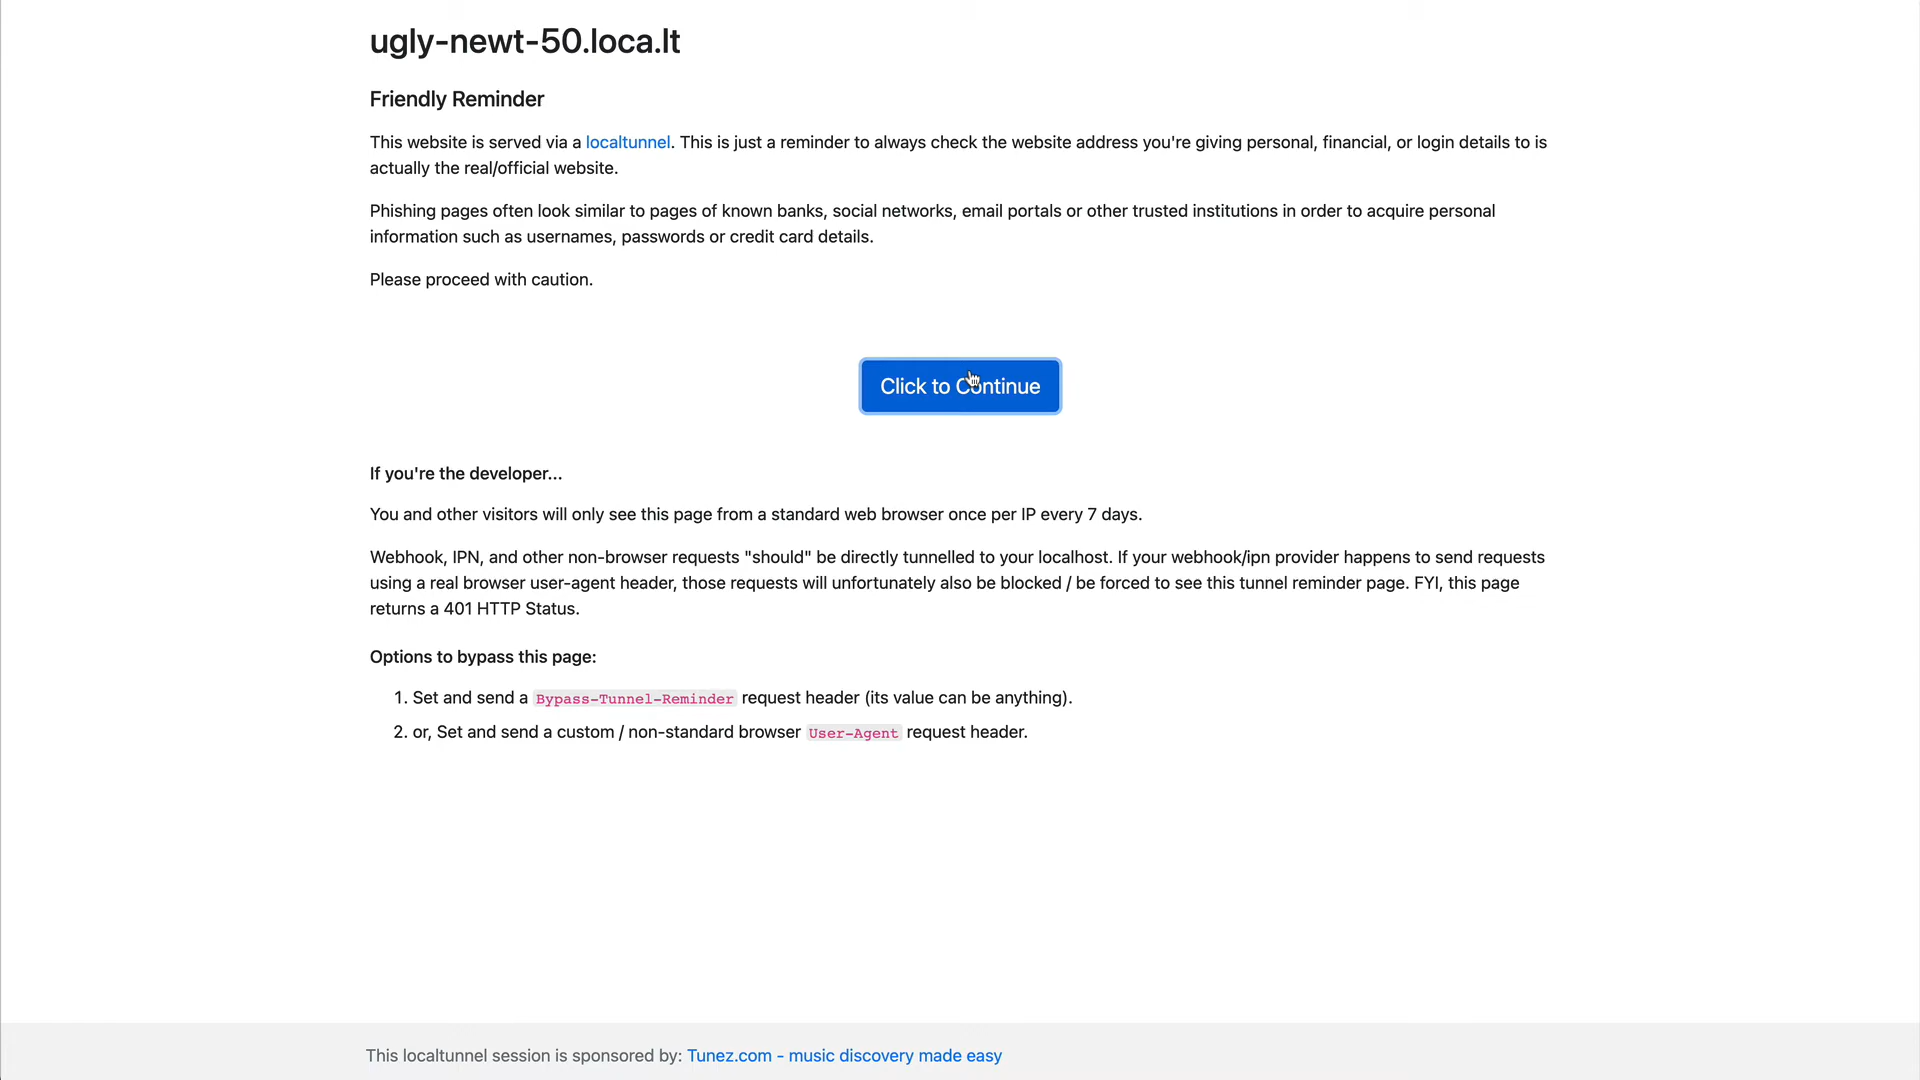 ugly-newt-50.loca.lt
Friendly Reminder
This website is served via a localtunnel. This is just a reminder to always check the website address you're giving personal, financial, or login details to is
actually the real/official website.
Phishing pages often look similar to pages of known banks, social networks, email portals or other trusted institutions in order to acquire personal
information such as usernames, passwords or credit card details.
Please proceed with caution.
Click to Continue
If you're the developer...
You and other visitors will only see this page from a standard web browser once per IP every 7 days.
Webhook, IPN, and other non-browser requests "should" be directly tunnelled to your localhost. If your webhook/ipn provider happens to send requests
using a real browser user-agent header, those requests will unfortunately also be blocked / be forced to see this tunnel reminder page. FYI, this page
returns a 401 HTTP Status.
Options to bypass this page:
1. Set and send a Bypass-Tunnel-Reminder request header (its value can be anything).
2. or, Set and send a custom / non-standard browser User-Agent request header.
This localtunnel session is sponsored by: Tunez.com - music discovery made easy